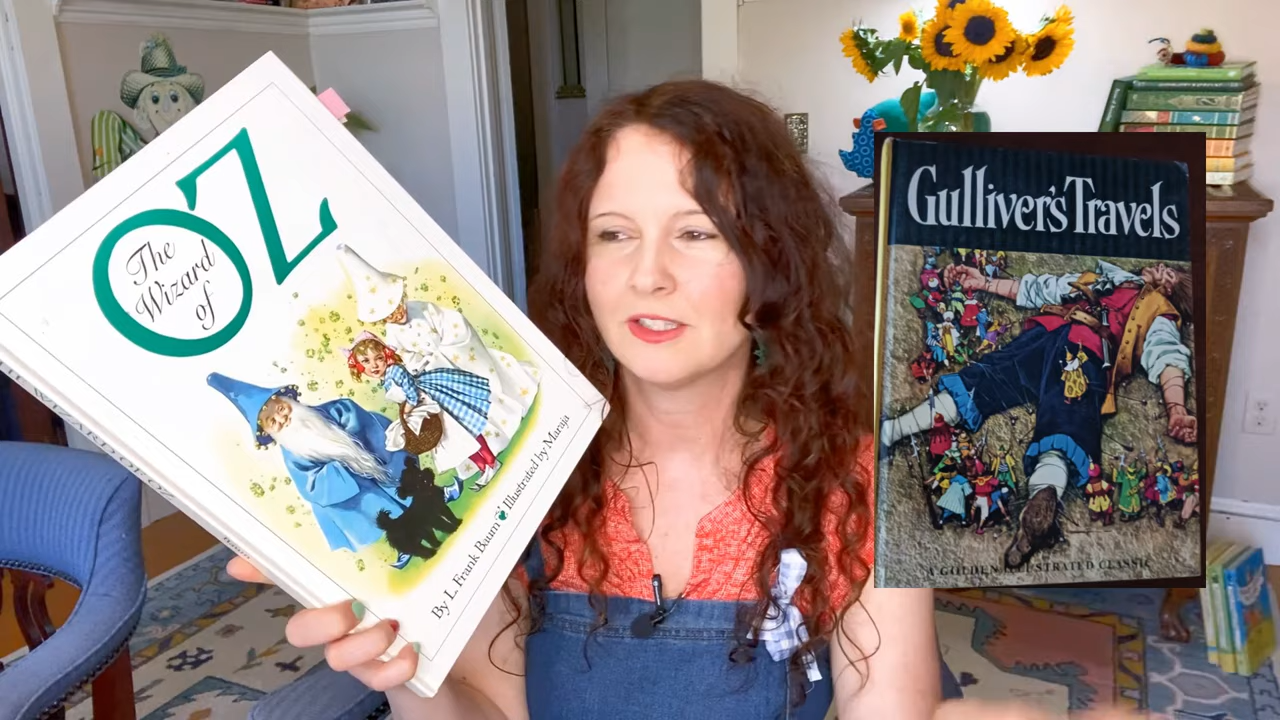 The
Wizard
of
OZ
By L. Frank Baum Illustrated by Maraja
Gulliver's Travels
A GOLDEN ILLUSTRATED CLASSIC